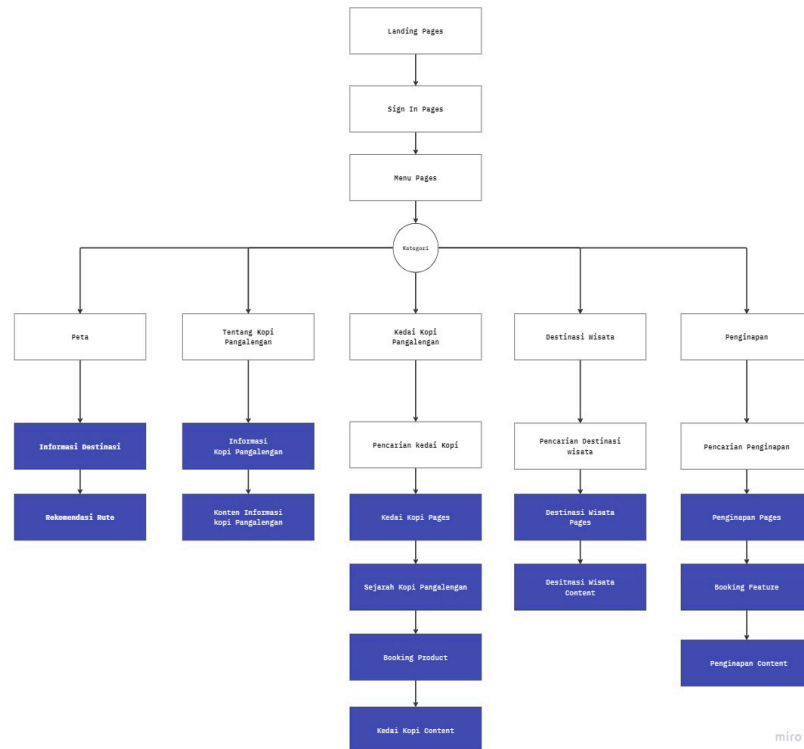 Landing Pages
Sign In Pages
Menu Pages
Kategori
Peta
Tentang Kopi
Pangalengan
Kedai Kopi
Pangalengan
Destinasi Wisata
Penginapan
Informasi Destinasi
Informasi
Kopi Pangalengan
Pencarian kedai Kopi
Pencarian Destinasi
wisata
Pencarian Penginapan
Rekomendasi Rute
Konten Informasi
kopi Pangalengan
Kedai Kopi Pages
Destinasi Wisata
Pages
Penginapan Pages
Sejarah Kopi Pangalengan
Desitnasi Wisata
Content
Booking Feature
Booking Product
Penginapan Content
Kedai Kopi Content
miro